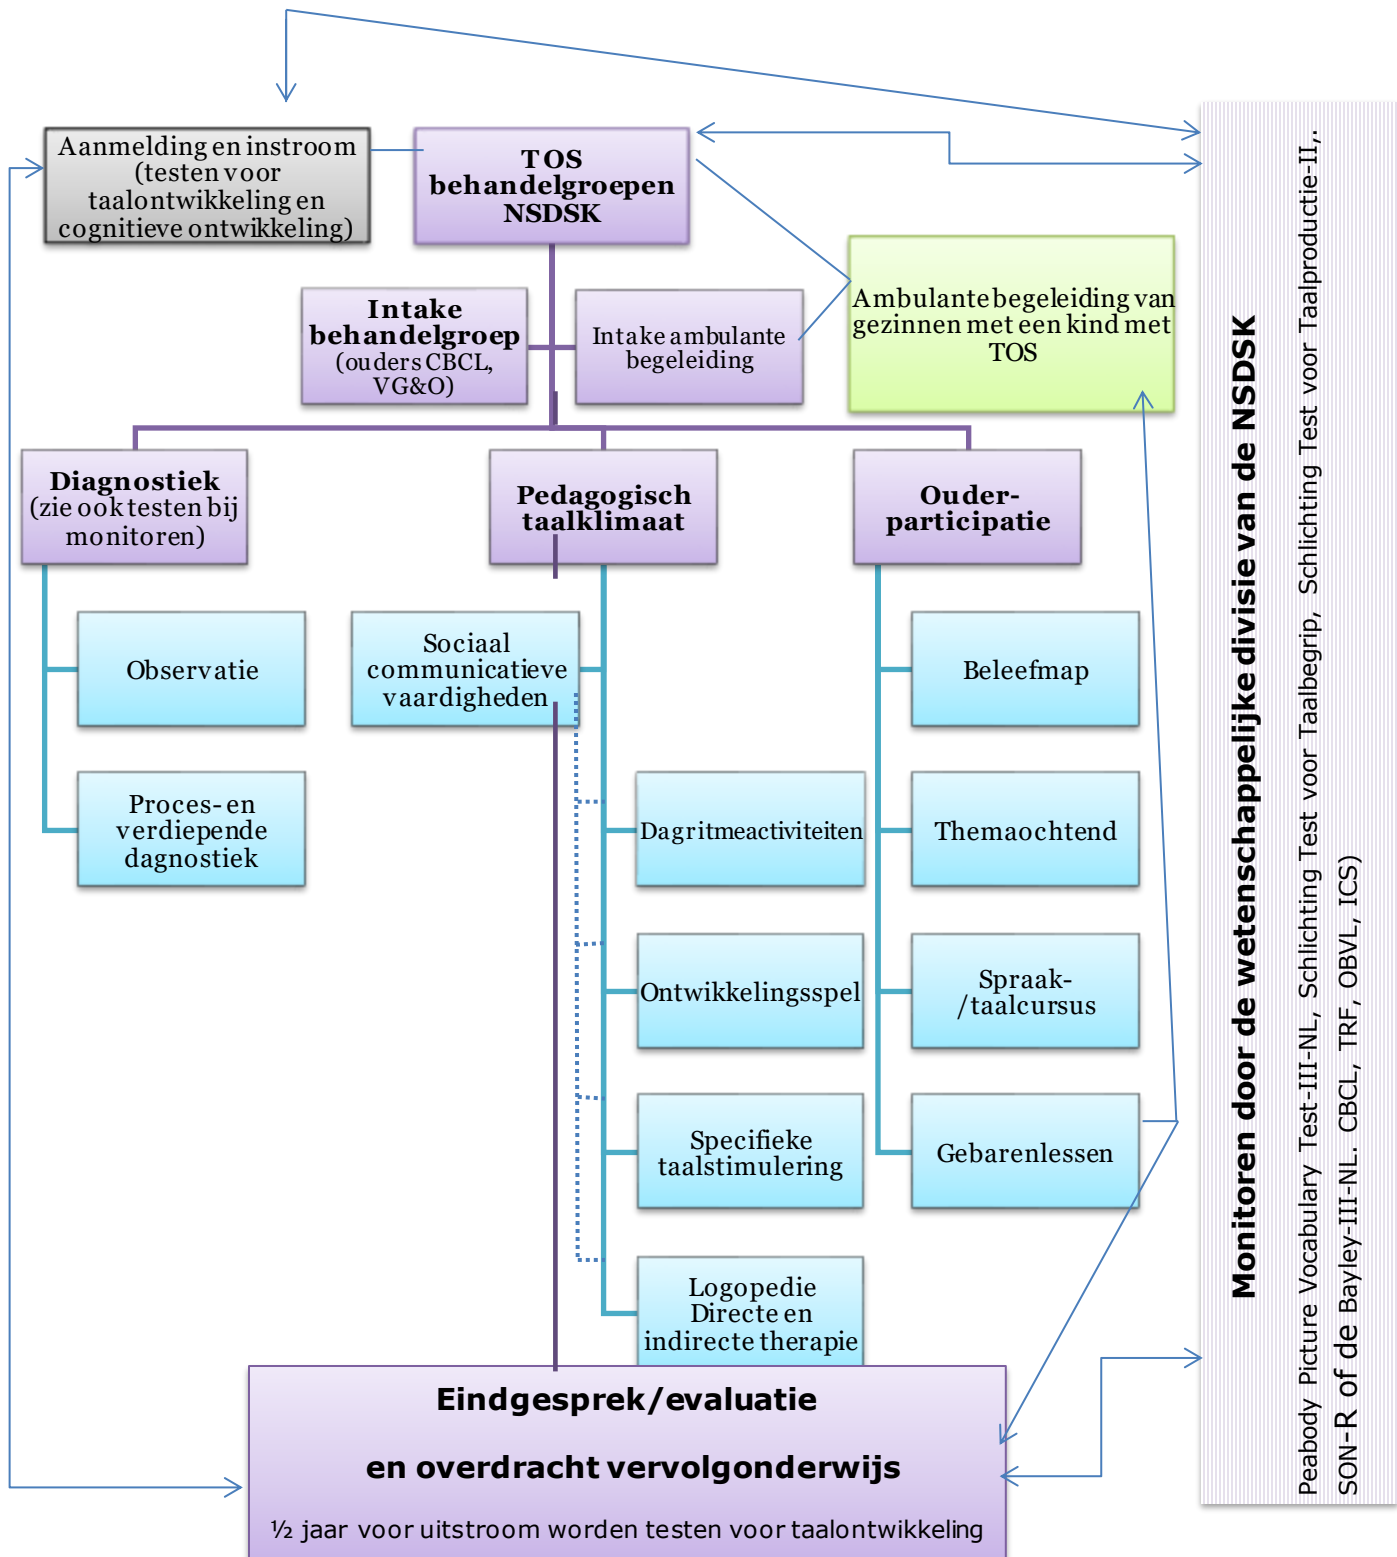 Aanmelding en instroom
(testen voor
taalontwikkeling en
cognitieve ontwikkeling)
TOS
behandelgroepen
NSDSK
Intake
behandelgroep
(ouders CBCL,
VG&O)
Intake ambulante
begeleiding
Ambulante begeleiding van
gezinnen met een kind met
TOS
Diagnostiek
(zie ook testen bij
monitoren)
Pedagogisch
taalklimaat
Ouder-
participatie
Observatie
Proces- en
verdiepende
dagnostiek
Sociaal
communicatieve
vaardigheden
Dagritmeactiviteiten
Ontwikkelingsspel
Specifieke
taalstimulering
Logopedie
Directe en
indirecte therapie
Beleefmap
Themaochtend
Spraak-
/taalcursus
Gebarenlessen
Eindgesprek/evaluatie
en overdracht vervolgonderwijs
½ jaar voor uitstroom worden testen voor taalontwikkeling
Monitoren door de wetenschappelijke divisie van de NSDSK
Peabody Picture Vocabulary Test-III-NL, Schlichting Test voor Taalbegrip, Schlichting Test voor Taalproductie-II,.
SON-R of de Bayley-III-NL. CBCL, TRF, OBVL, ICS)